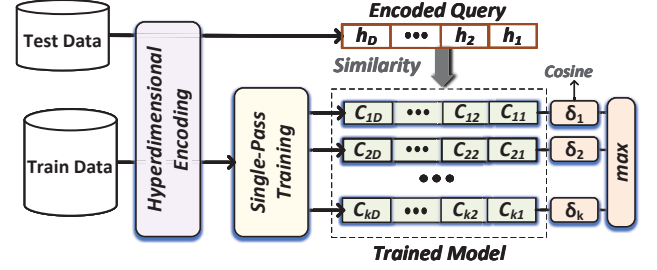 Test Data
Train Data
Hyperdimensional
Encoding
Single-Pass
Training
Encoded Query
h_D ••• h_2 h_1
Similarity
Cosine
C_1D ••• C_12 C_11 δ_1
C_2D ••• C_22 C_21 δ_2
•••
C_kD ••• C_k2 C_k1 δ_k
max
Trained Model